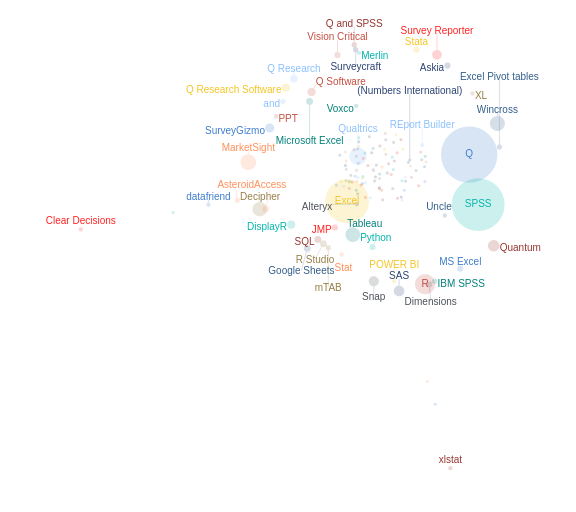 Q and SPSS
Survey Reporter
Vision Critical
Stata
Merlin
Surveycraft
Askia
Q Research
Excel Pivot tables
Q Software
Q Research Software
(Numbers International)
XL
and
Voxco
Wincross
PPT
SurveyGizmo
Qualtrics
REport Builder
Microsoft Excel
MarketSight
Q
AsteroidAccess
datafriend
Decipher
Excel
SPSS
Alteryx
Uncle
Clear Decisions
DisplayR
Tableau
JMP
Python
SQL
Quantum
R Studio
POWER BI
MS Excel
Google Sheets
Stat
SAS
mTAB
R
IBM SPSS
Snap
Dimensions
xlstat